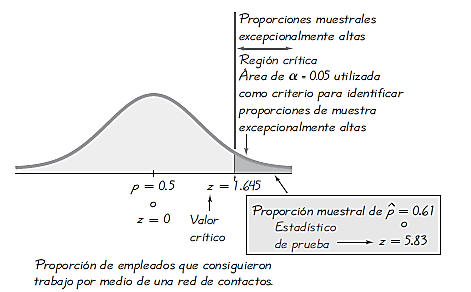 Proporciones muestrales
excepcionalmente altas
Región crítica
Área de α = 0.05 utilizada
como criterio para identificar
proporciones de muestra
excepcionalmente altas
p = 0.5
o
z = 0
z = 1.645
Valor
crítico
Proporción muestral de p̂ = 0.61
o
Estadístico
de prueba
z = 5.83
Proporción de empleados que consiguieron
trabajo por medio de una red de contactos.